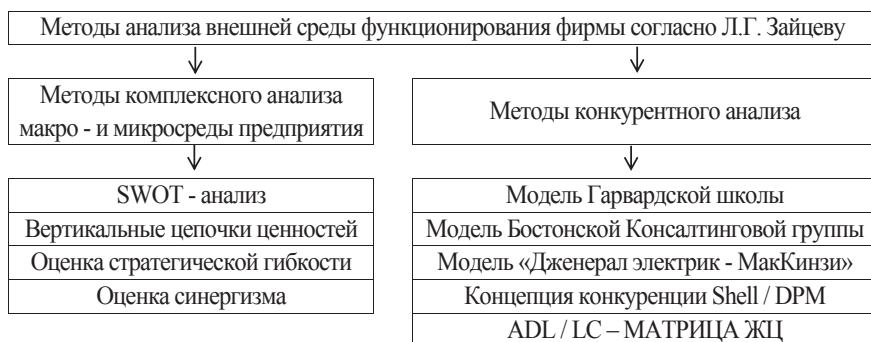 Методы анализа внешней среды функционирования фирмы согласно Л.Г. Зайцеву
Методы комплексного анализа
макро - и микросреды предприятия
SWOT - анализ
Вертикальные цепочки ценностей
Оценка стратегической гибкости
Оценка синергизма
Методы конкурентного анализа
Модель Гарвардской школы
Модель Бостонской Консалтинговой группы
Модель «Дженерал электрик - МакКинзи»
Концепция конкуренции Shell / DPM
ADL / LC – МАТРИЦА ЖЦ